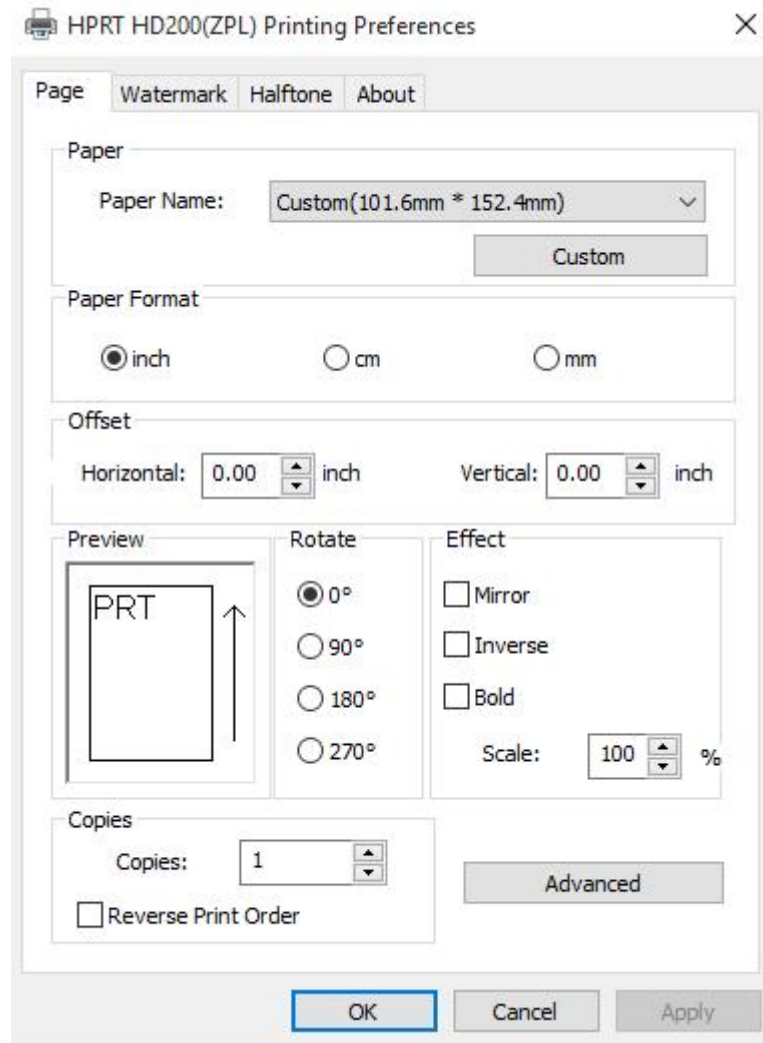 HPRT HD200(ZPL) Printing Preferences
Page Watermark Halftone About
Paper
Paper Name: Custom(101.6mm * 152.4mm)
Custom
Paper Format
inch cm mm
Offset
Horizontal: 0.00 inch Vertical: 0.00 inch
Preview Rotate Effect
PRT
0° Mirror
90° Inverse
180° Bold
270° Scale: 100 %
Copies
Copies: 1
Advanced
Reverse Print Order
OK Cancel Apply